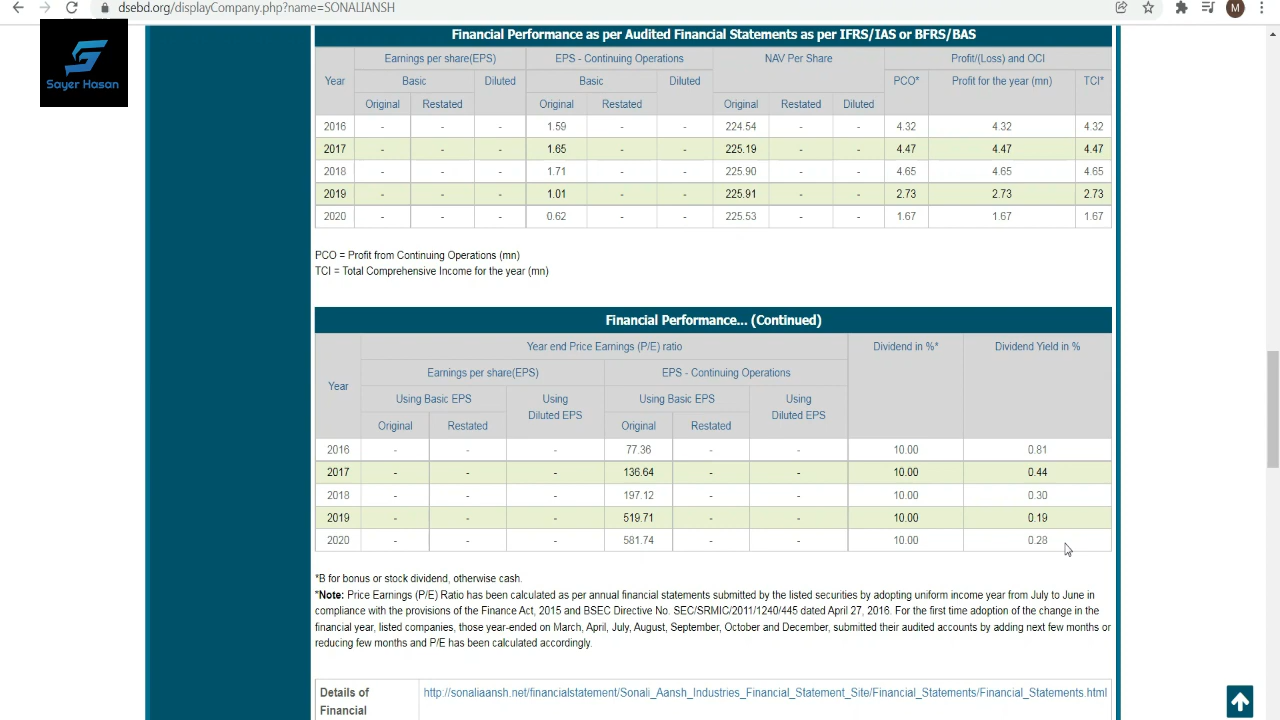 dsebd.org/displayCompany.php?name=SONALIANSH
M
Sayer Hasan
Financial Performance as per Audited Financial Statements as per IFRS/IAS or BFRS/BAS
Year Earnings per share(EPS) EPS - Continuing Operations NAV Per Share Profit/(Loss) and OCI
Basic Diluted Basic Diluted PCO* Profit for the year (mn) TCI*
Original Restated Original Restated Original Restated Diluted
2016 - - - 1.59 - - 224.54 - - 4.32 4.32 4.32
2017 - - - 1.65 - - 225.19 - - 4.47 4.47 4.47
2018 - - - 1.71 - - 225.90 - - 4.65 4.65 4.65
2019 - - - 1.01 - - 225.91 - - 2.73 2.73 2.73
2020 - - - 0.62 - - 225.53 - - 1.67 1.67 1.67
PCO = Profit from Continuing Operations (mn)
TCI = Total Comprehensive Income for the year (mn)
Financial Performance... (Continued)
Year Year end Price Earnings (P/E) ratio Dividend in %* Dividend Yield in %
Earnings per share(EPS) EPS - Continuing Operations
Using Basic EPS Using Diluted EPS Using Basic EPS Using Diluted EPS
Original Restated Original Restated
2016 - - - 77.36 - - 10.00 0.81
2017 - - - 136.64 - - 10.00 0.44
2018 - - - 197.12 - - 10.00 0.30
2019 - - - 519.71 - - 10.00 0.19
2020 - - - 581.74 - - 10.00 0.28
*B for bonus or stock dividend, otherwise cash.
*Note: Price Earnings (P/E) Ratio has been calculated as per annual financial statements submitted by the listed securities by adopting uniform income year from July to June in
compliance with the provisions of the Finance Act, 2015 and BSEC Directive No. SEC/SRMIC/2011/1240/445 dated April 27, 2016. For the first time adoption of the change in the
financial year, listed companies, those year-ended on March, April, July, August, September, October and December, submitted their audited accounts by adding next few months or
reducing few months and P/E has been calculated accordingly.
Details of
Financial
http://sonaliaansh.net/financialstatement/Sonali_Aansh_Industries_Financial_Statement_Site/Financial_Statements/Financial_Statements.html